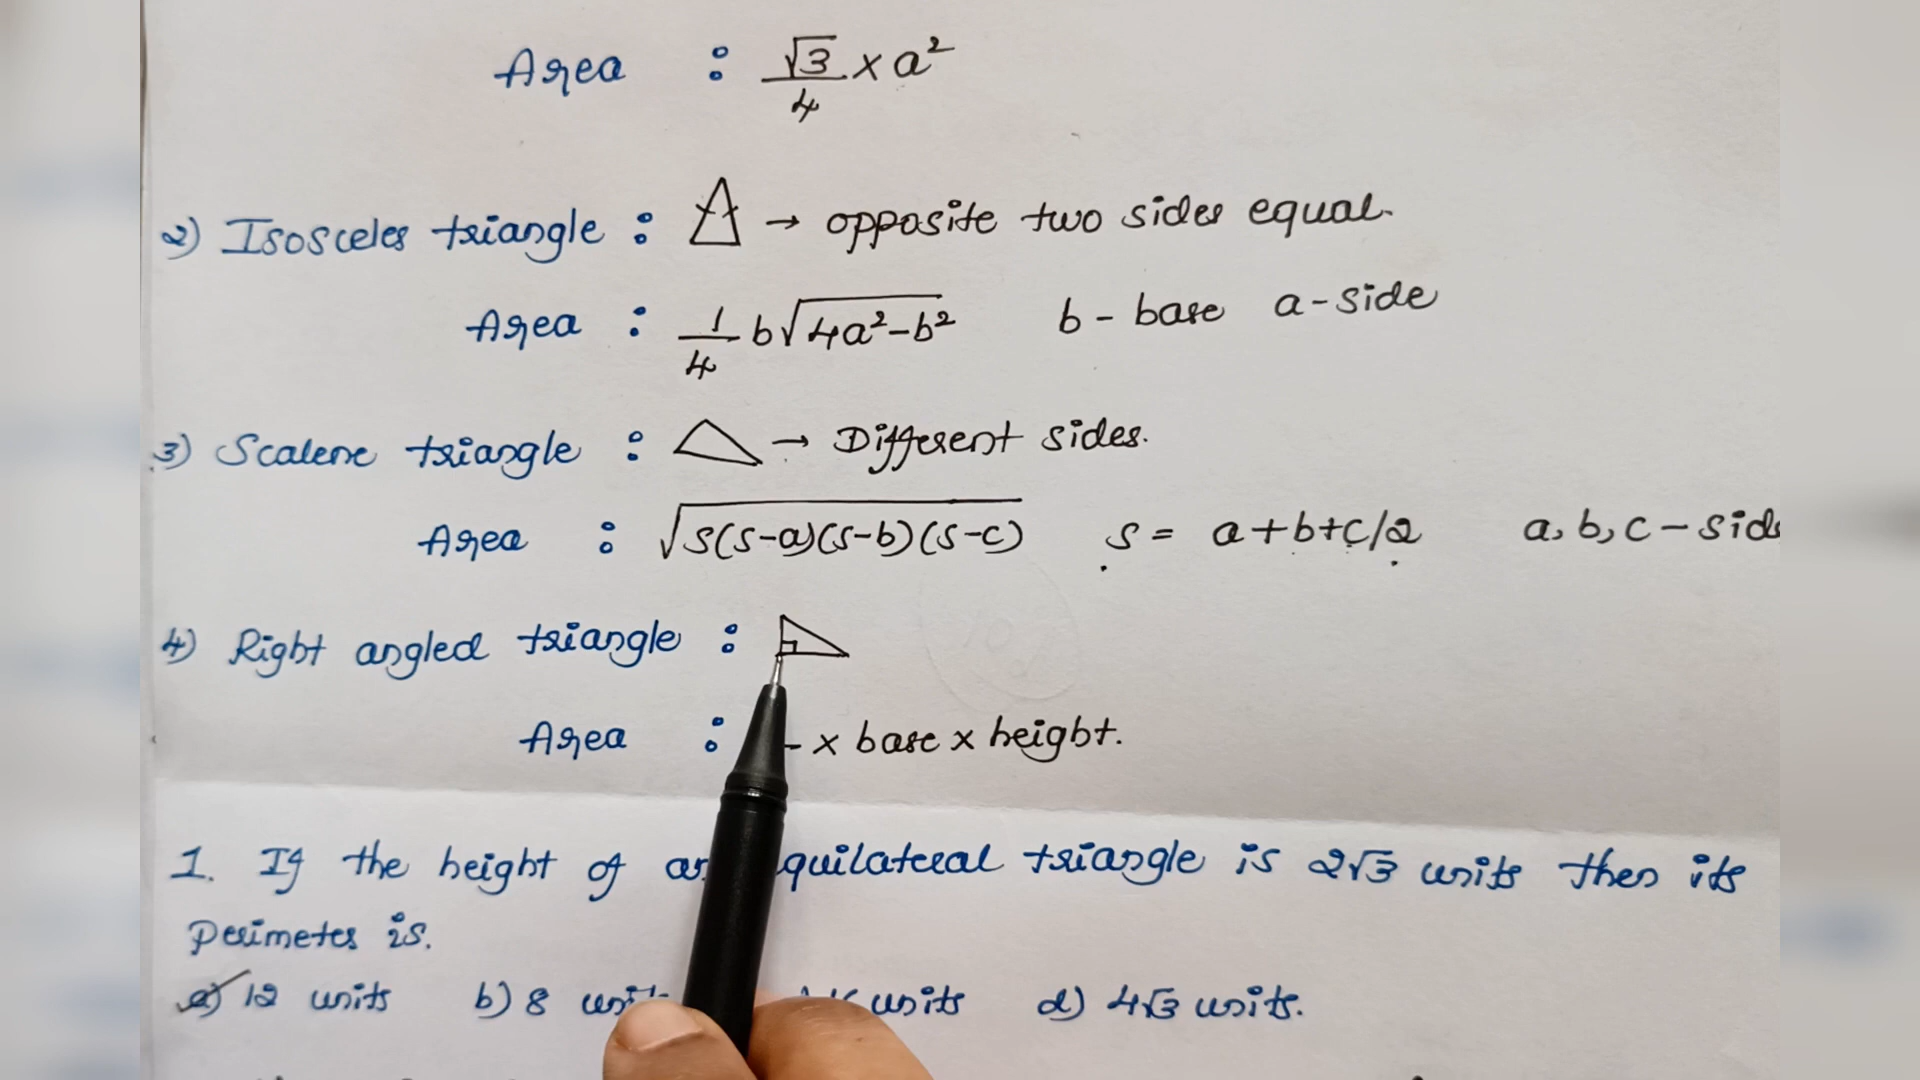 Area : √3/4 × a²
2) Isosceles triangle : → opposite two sides equal.
Area : 1/4 b√4a²-b² b - base a - side
3) Scalene triangle : → Different sides.
Area : √S(S-a)(S-b)(S-c) S = a+b+c/2 a, b, c - sid
4) Right angled triangle :
Area : × base × height.
1. If the height of equilateral triangle is 2√3 units then its
Perimeter is.
a) 12 units b) 8 units d) 4√3 units.